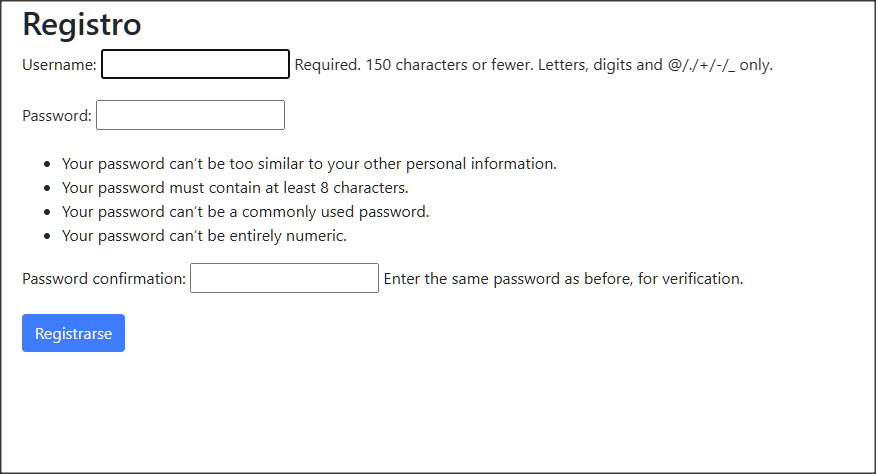 Registro
Username: Required. 150 characters or fewer. Letters, digits and @/./+/-/_ only.
Password:
• Your password can't be too similar to your other personal information.
• Your password must contain at least 8 characters.
• Your password can't be a commonly used password.
• Your password can't be entirely numeric.
Password confirmation: Enter the same password as before, for verification.
Registrarse